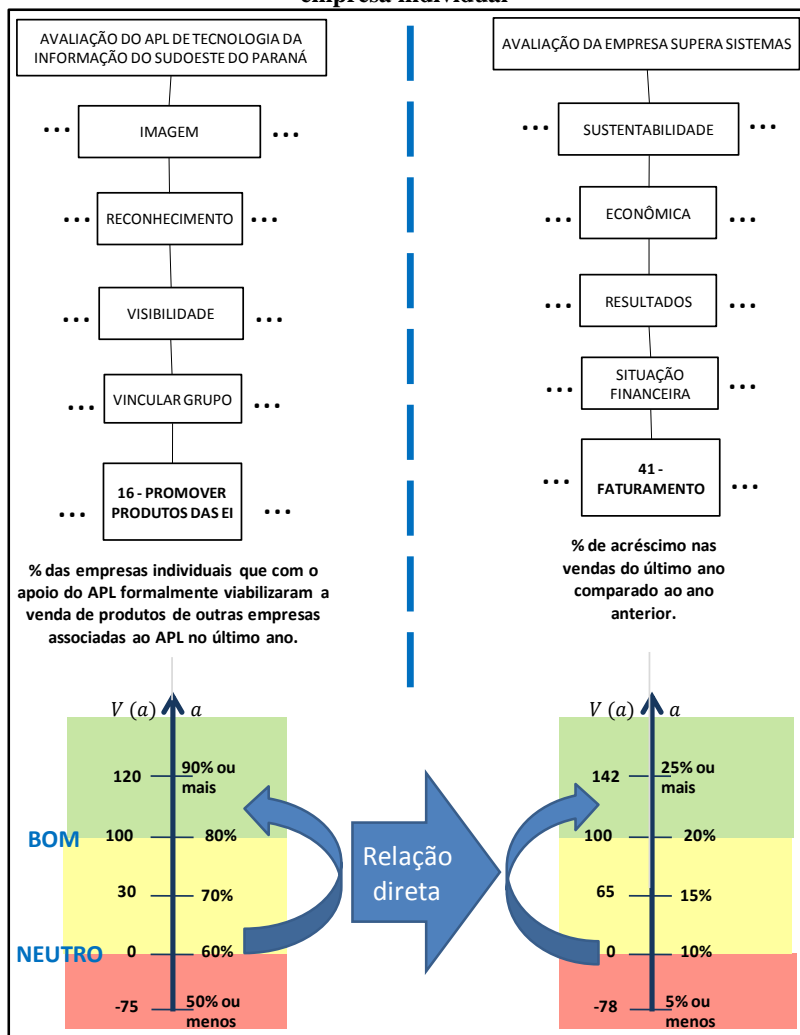 empresa individual
AVALIAÇÃO DO APL DE TECNOLOGIA DA
INFORMAÇÃO DO SUDOESTE DO PARANÁ
... IMAGEM ...
... RECONHECIMENTO ...
... VISIBILIDADE ...
... VINCULAR GRUPO ...
16 - PROMOVER
PRODUTOS DAS EI
... ...
% das empresas individuais que com o
apoio do APL formalmente viabilizaram a
venda de produtos de outras empresas
associadas ao APL no último ano.
V (a) a
120 90% ou
mais
BOM 100 80%
30 70%
NEUTRO 0 60%
-75 50% ou
menos
Relação
direta
AVALIAÇÃO DA EMPRESA SUPERA SISTEMAS
... SUSTENTABILIDADE ...
... ECONÔMICA ...
... RESULTADOS ...
... SITUAÇÃO ...
FINANCEIRA
41 -
FATURAMENTO
... ...
% de acréscimo nas
vendas do último ano
comparado ao ano
anterior.
V (a) a
142 25% ou
mais
100 20%
65 15%
0 10%
-78 5% ou
menos